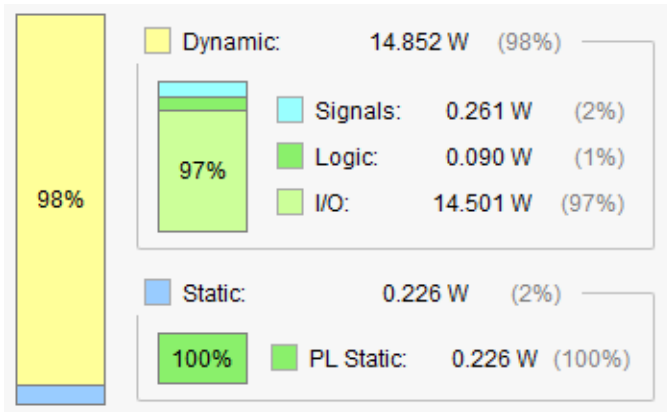 98%
Dynamic: 14.852 W (98%)
97%
Signals: 0.261 W (2%)
Logic: 0.090 W (1%)
I/O: 14.501 W (97%)
Static: 0.226 W (2%)
100%
PL Static: 0.226 W (100%)